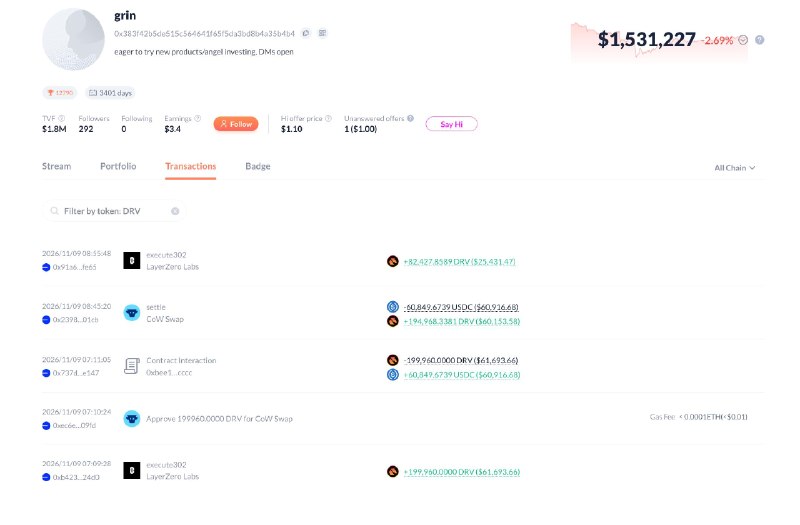 grin
0x383f42b5de515c564641f65f5da3bd8b4a35b4b4
eager to try new products/angel investing, DMs open
$1,531,227 -2.69%
12790 3401 days
TVF Followers Following Earnings Hi offer price Unanswered offers
$1.8M 292 0 $3.4 Follow $1.10 1 ($1.00) Say Hi
Stream Portfolio Transactions Badge All Chain
Filter by token: DRV
2026/11/09 08:55:48 execute302
0x91a6...fe65 LayerZero Labs +82,427.8589 DRV ($25,431.47)
2026/11/09 08:45:20 settle -60,849.6739 USDC ($60,916.68)
0x2398...01cb CoW Swap +194,968.3381 DRV ($60,153.58)
2026/11/09 07:11:05 Contract Interaction -199,960.0000 DRV ($61,693.66)
0x737d...e147 0xbee1...cccc +60,849.6739 USDC ($60,916.68)
2026/11/09 07:10:24 Approve 199960.0000 DRV for CoW Swap Gas Fee < 0.0001ETH(<$0.01)
0xec6e...09fd
2026/11/09 07:09:28 execute302
0xb423...24d0 LayerZero Labs +199,960.0000 DRV ($61,693.66)